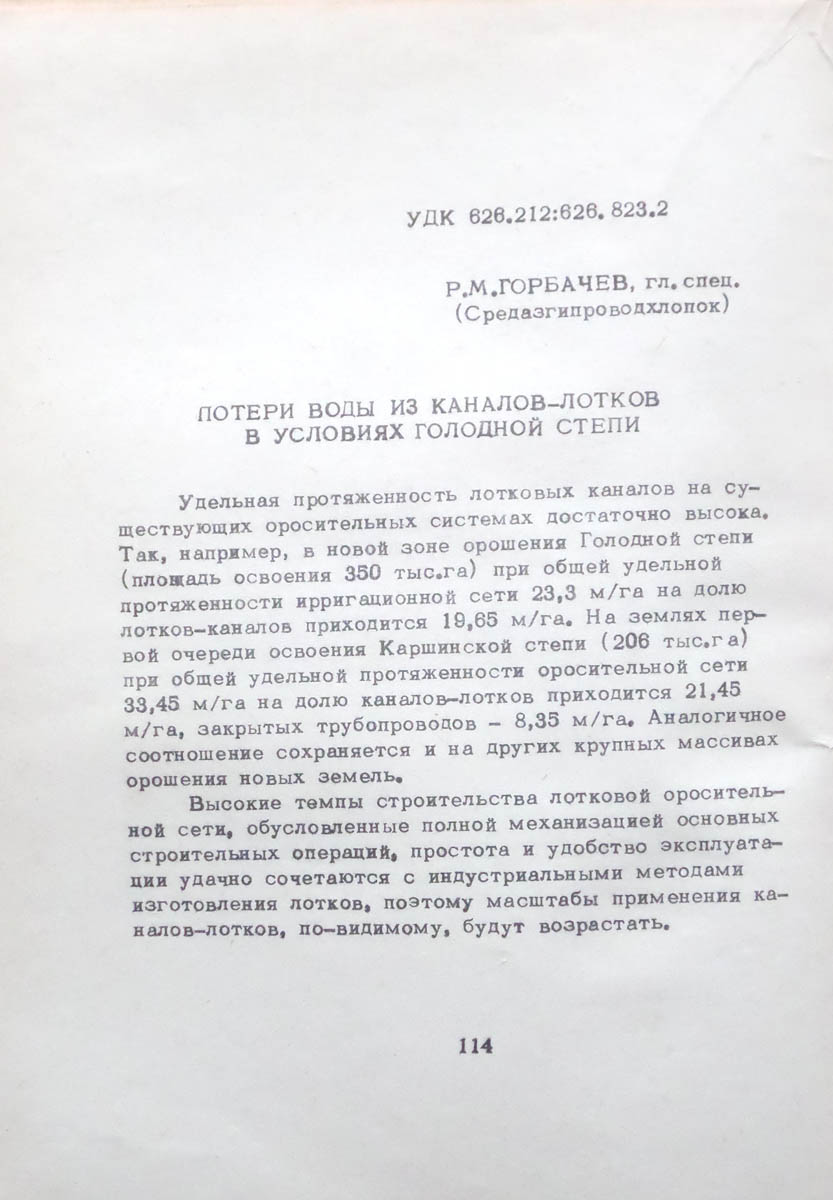 УДК 626.212:626.823.2
Р.М.ГОРБАЧЕВ, гл.спец.
(Средазгипроводхлопок)
ПОТЕРИ ВОДЫ ИЗ КАНАЛОВ-ЛОТКОВ
В УСЛОВИЯХ ГОЛОДНОЙ СТЕПИ
Удельная протяженность лотковых каналов на су-
ществующих оросительных системах достаточно высока.
Так, например, в новой зоне орошения Голодной степи
(площадь освоения 350 тыс.га) при общей удельной
протяженности ирригационной сети 23,3 м/га на долю
лотков-каналов приходится 19,65 м/га. На землях пер-
вой очереди освоения Каршинской степи (206 тыс.га)
при общей удельной протяженности оросительной сети
33,45 м/га на долю каналов-лотков приходится 21,45
м/га, закрытых трубопроводов - 8,35 м/га. Аналогичное
соотношение сохраняется и на других крупных массивах
орошения новых земель.
Высокие темпы строительства лотковой ороситель-
ной сети, обусловленные полной механизацией основных
строительных операций, простота и удобство эксплуата-
ции удачно сочетаются с индустриальными методами
изготовления лотков, поэтому масштабы применения ка-
налов-лотков, по-видимому, будут возрастать.
114